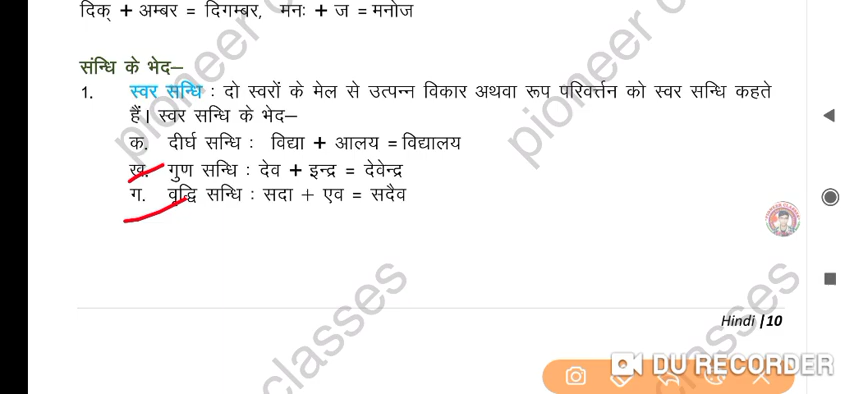 दिक् + अम्बर = दिगम्बर, मनः + ज = मनोज
सन्धि के भेद–
1. स्वर सन्धि : दो स्वरों के मेल से उत्पन्न विकार अथवा रूप परिवर्त्तन को स्वर सन्धि कहते
हैं। स्वर सन्धि के भेद–
क. दीर्घ सन्धि : विद्या + आलय = विद्यालय
ख. गुण सन्धि : देव + इन्द्र = देवेन्द्र
ग. वृद्धि सन्धि : सदा + एव = सदैव
pioneer c
pioneer c
classes
classes
Hindi |10
DU RECORDER